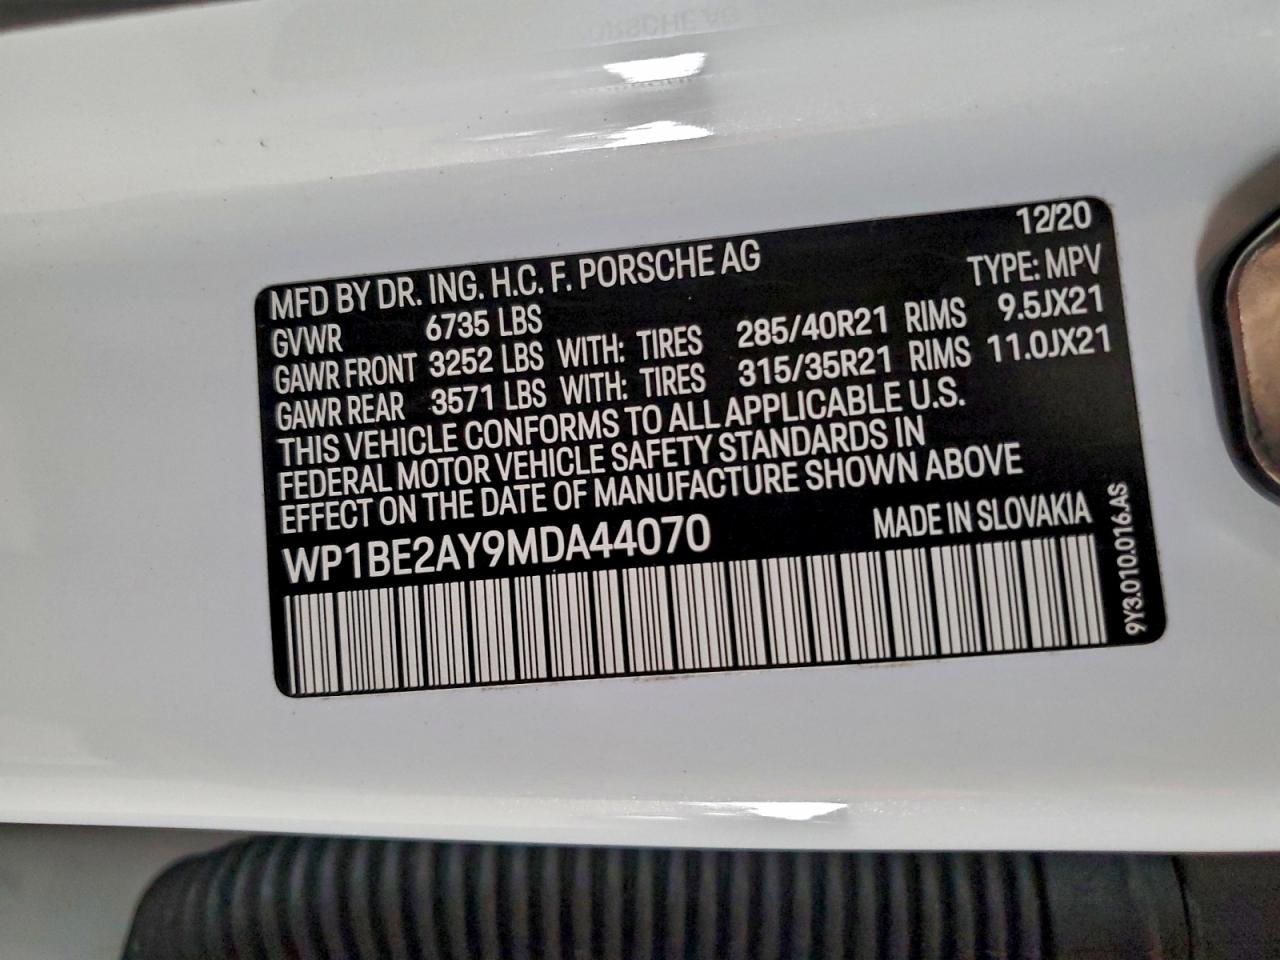 12/20
MFD BY DR. ING. H.C. F. PORSCHE AG TYPE: MPV
GVWR 6735 LBS
GAWR FRONT 3252 LBS WITH: TIRES 285/40R21 RIMS 9.5JX21
GAWR REAR 3571 LBS WITH: TIRES 315/35R21 RIMS 11.0JX21
THIS VEHICLE CONFORMS TO ALL APPLICABLE U.S.
FEDERAL MOTOR VEHICLE SAFETY STANDARDS IN
EFFECT ON THE DATE OF MANUFACTURE SHOWN ABOVE
WP1BE2AY9MDA44070 MADE IN SLOVAKIA
9Y3.010.016.AS